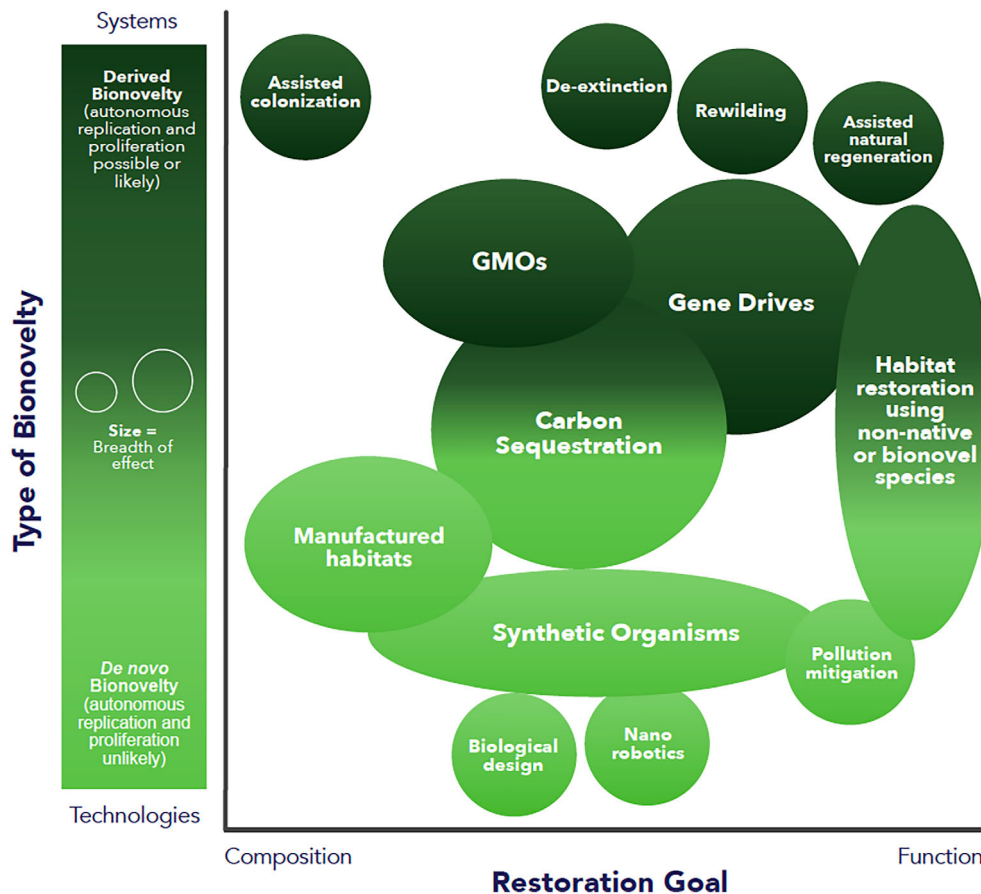 Systems
Derived
Bionovelty
(autonomous
replication and
proliferation
possible or
likely)
Size =
Breadth of
effect
De novo
Bionovelty
(autonomous
replication and
proliferation
unlikely)
Technologies
Type of Bionovelty
Assisted
colonization
De-extinction
Rewilding
Assisted
natural
regeneration
GMOs
Gene Drives
Carbon
Sequestration
Habitat
restoration
using
non-native
or bionovel
species
Manufactured
habitats
Synthetic Organisms
Pollution
mitigation
Biological
design
Nano
robotics
Composition
Function
Restoration Goal